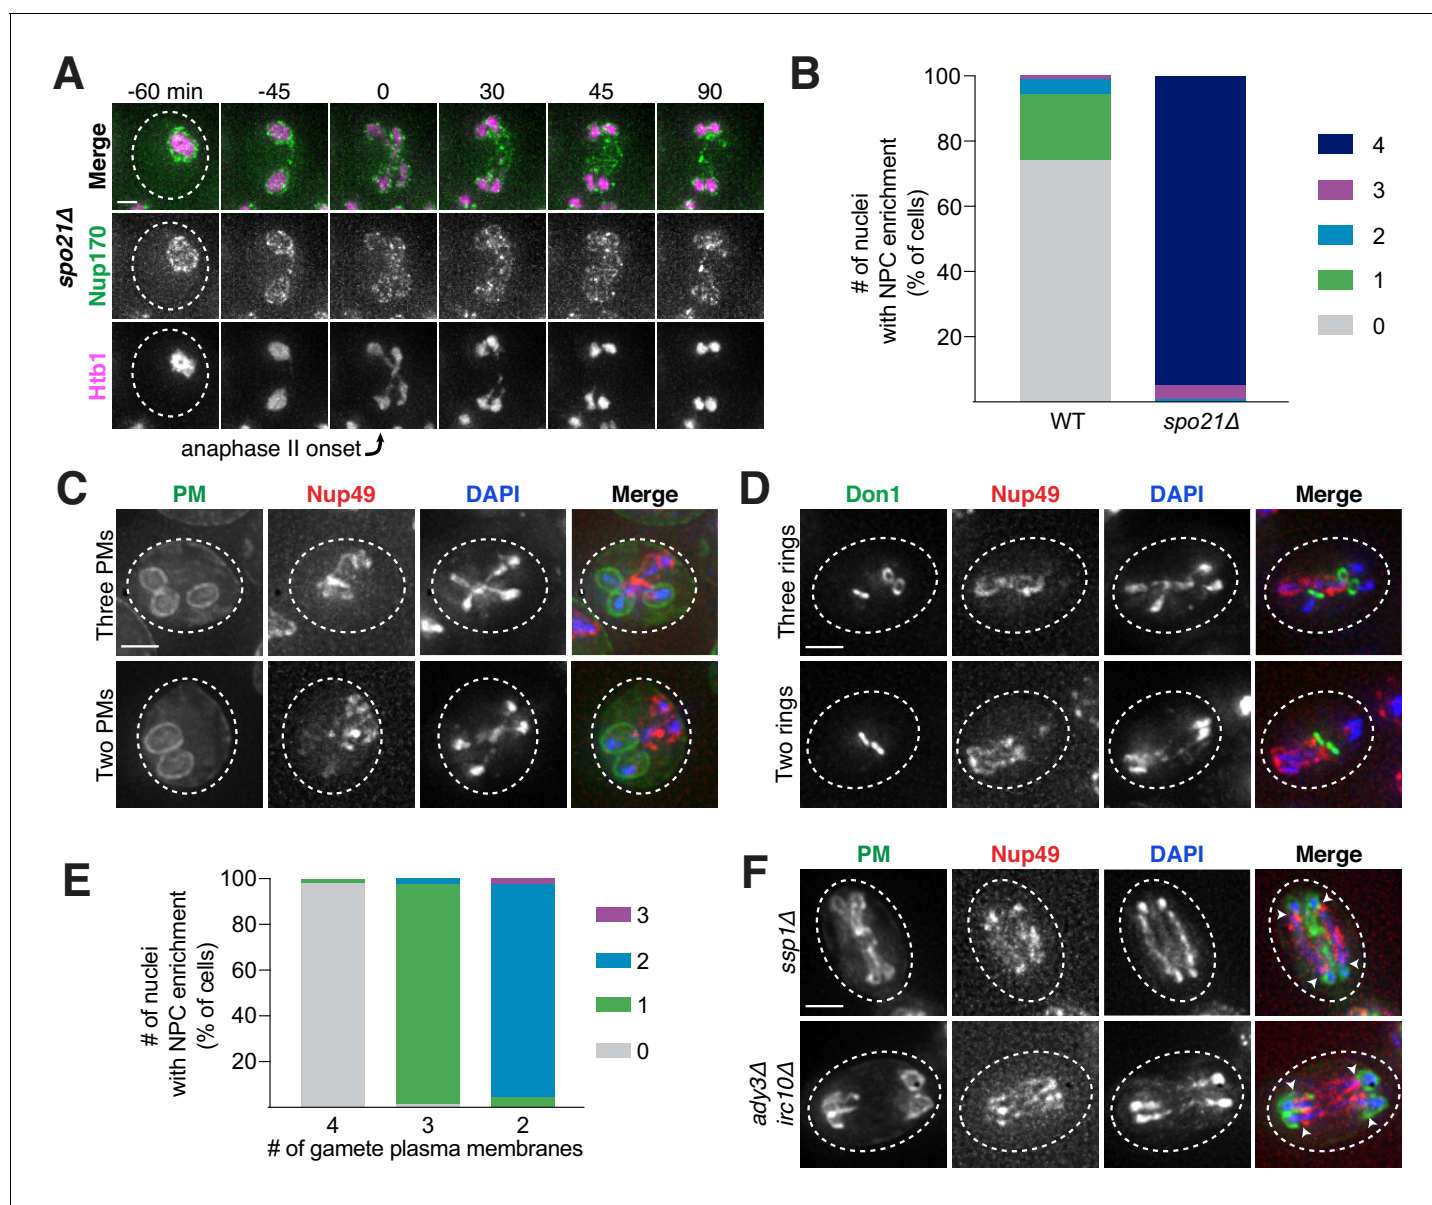 A
-60 min -45 0 30 45 90
Merge
spo21Δ
Nup170
Htb1
anaphase II onset
B
# of nuclei
with NPC enrichment
(% of cells)
100
80
60
40
20
WT spo21Δ
4
3
2
1
0
C
PM Nup49 DAPI Merge
Three PMs
Two PMs
D
Don1 Nup49 DAPI Merge
Three rings
Two rings
E
# of nuclei
with NPC enrichment
(% of cells)
100
80
60
40
20
4 3 2
# of gamete plasma membranes
3
2
1
0
F
PM Nup49 DAPI Merge
ssp1Δ
ady3Δ
irc10Δ